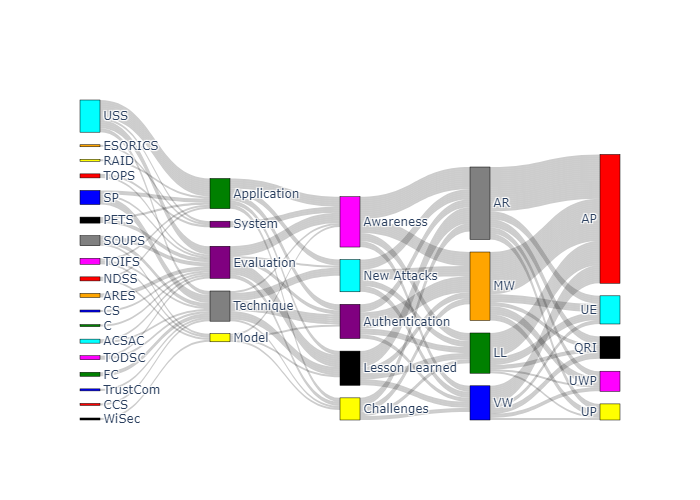 USS
ESORICS
RAID
TOPS
SP
PETS
SOUPS
TOIFS
NDSS
ARES
CS
C
ACSAC
TODSC
FC
TrustCom
CCS
WiSec
Application
System
Evaluation
Technique
Model
Awareness
New Attacks
Authentication
Lesson Learned
Challenges
AR
MW
LL
VW
AP
UE
QRI
UWP
UP